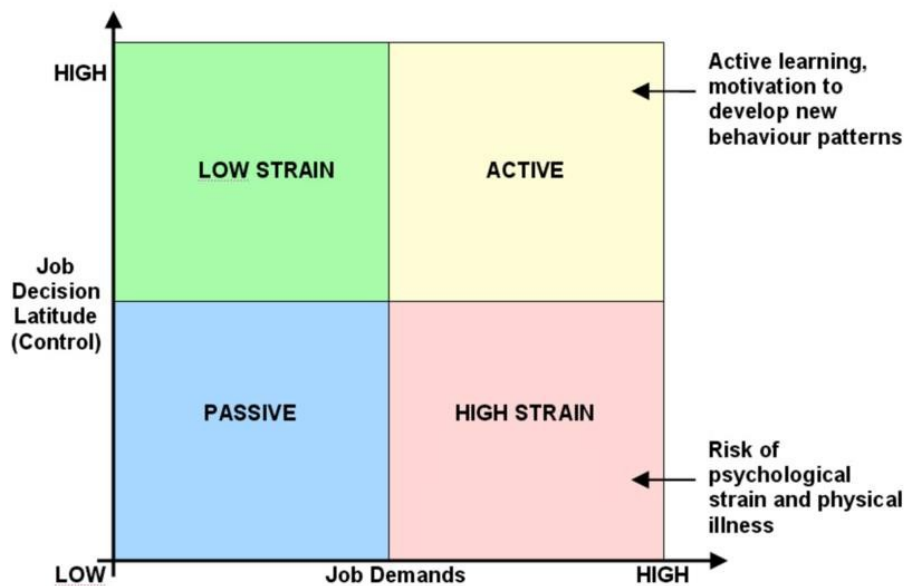 HIGH
Active learning,
motivation to
develop new
behaviour patterns
LOW STRAIN
ACTIVE
Job
Decision
Latitude
(Control)
PASSIVE
HIGH STRAIN
Risk of
psychological
strain and physical
illness
LOW
Job Demands
HIGH